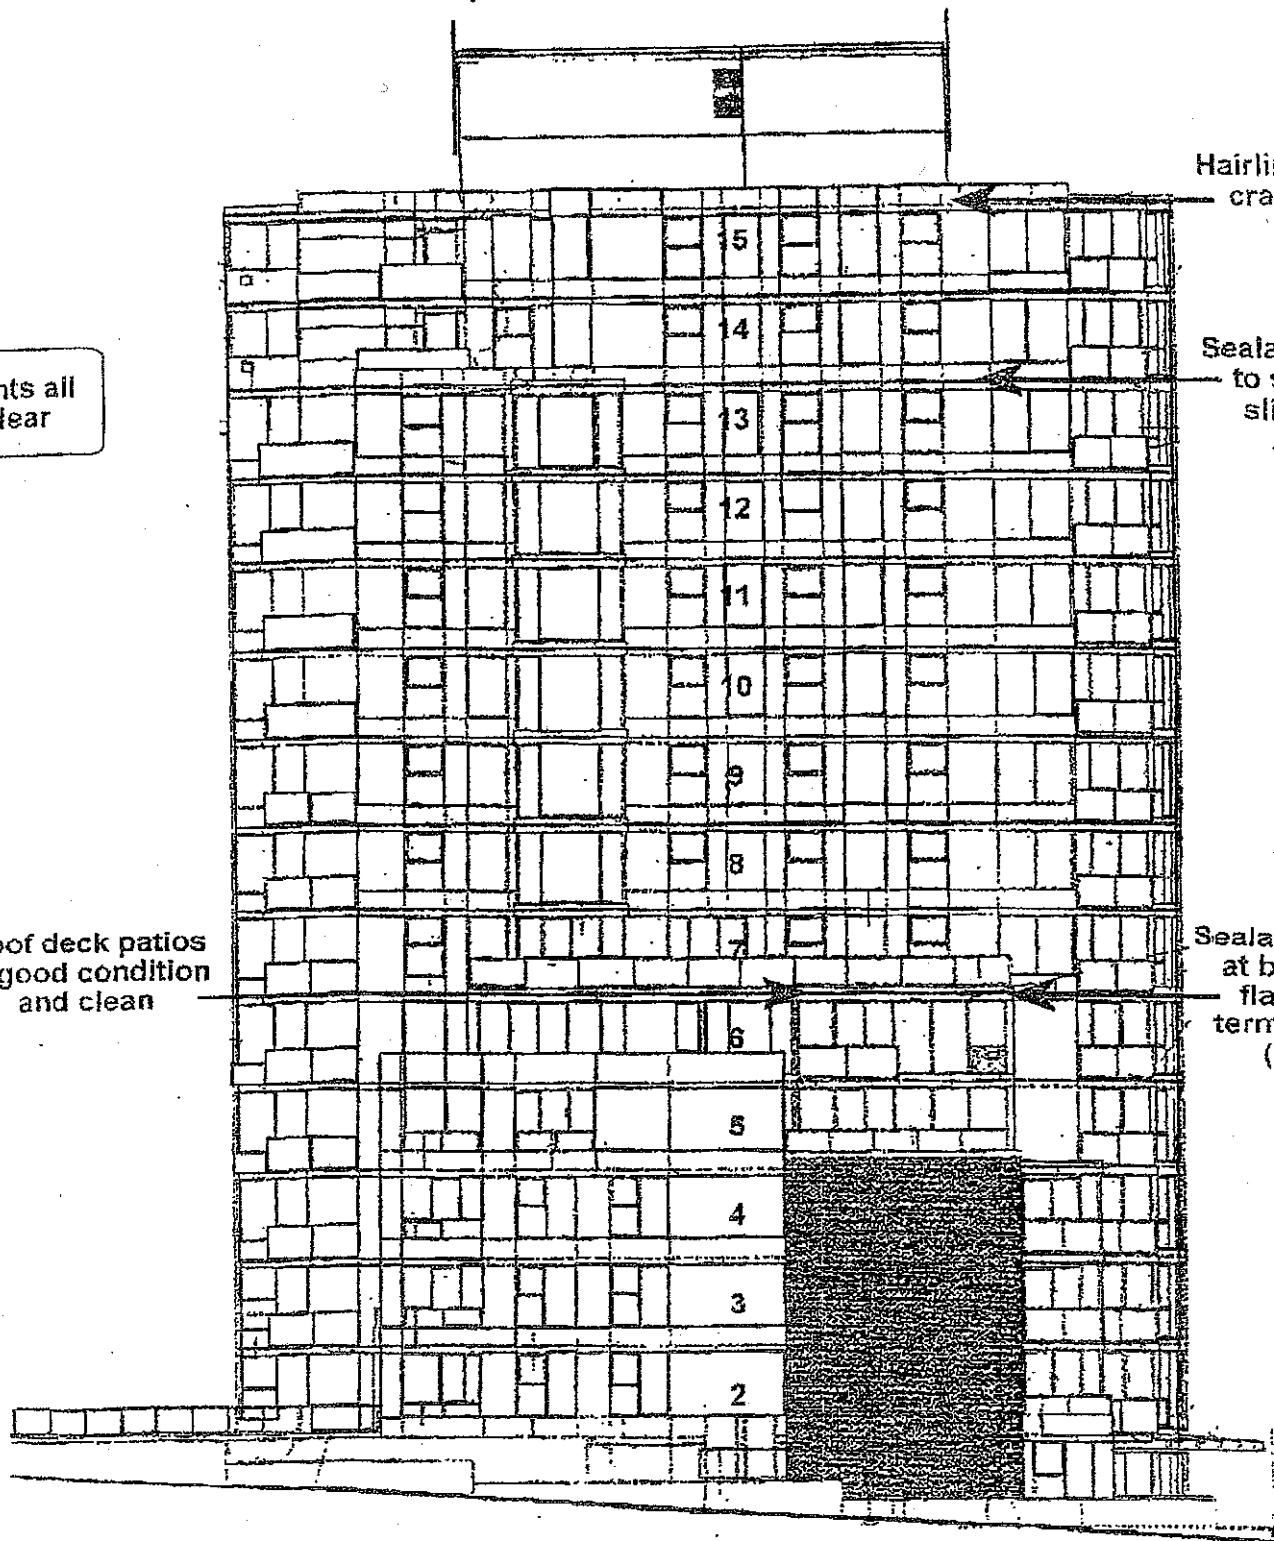 Hairli
cra
15
14
Seala
to s
sli
nts all
lear
13
12
11
10
9
8
7
oof deck patios
good condition
and clean
Seala
at b
fla
term
(
6
5
4
3
2